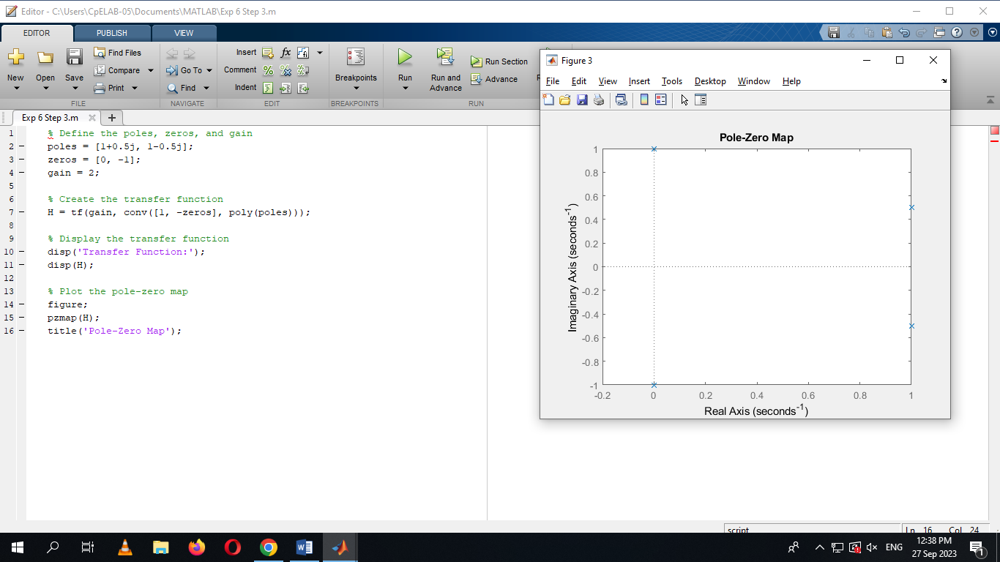 Editor - C:\Users\CpELAB-05\Documents\MATLAB\Exp 6 Step 3.m
EDITOR PUBLISH VIEW
New Open Save Find Files Compare Print
FILE
Go To Find
NAVIGATE
Insert fx
Comment
Indent
EDIT
Breakpoints
BREAKPOINTS
Run Run and Advance Run Section Advance
RUN
Exp 6 Step 3.m
1 % Define the poles, zeros, and gain
2 poles = [1+0.5j, 1-0.5j];
3 zeros = [0, -1];
4 gain = 2;
5
6 % Create the transfer function
7 H = tf(gain, conv([1, -zeros], poly(poles)));
8
9 % Display the transfer function
10 disp('Transfer Function:');
11 disp(H);
12
13 % Plot the pole-zero map
14 figure;
15 pzmap(H);
16 title('Pole-Zero Map');
Figure 3
File Edit View Insert Tools Desktop Window Help
Pole-Zero Map
1
0.8
0.6
0.4
0.2
0
-0.2
-0.4
-0.6
-0.8
-1
Imaginary Axis (seconds⁻¹)
-0.2 0 0.2 0.4 0.6 0.8 1
Real Axis (seconds⁻¹)
script Ln 16 Col 24
ENG
12:38 PM
27 Sep 2023
1